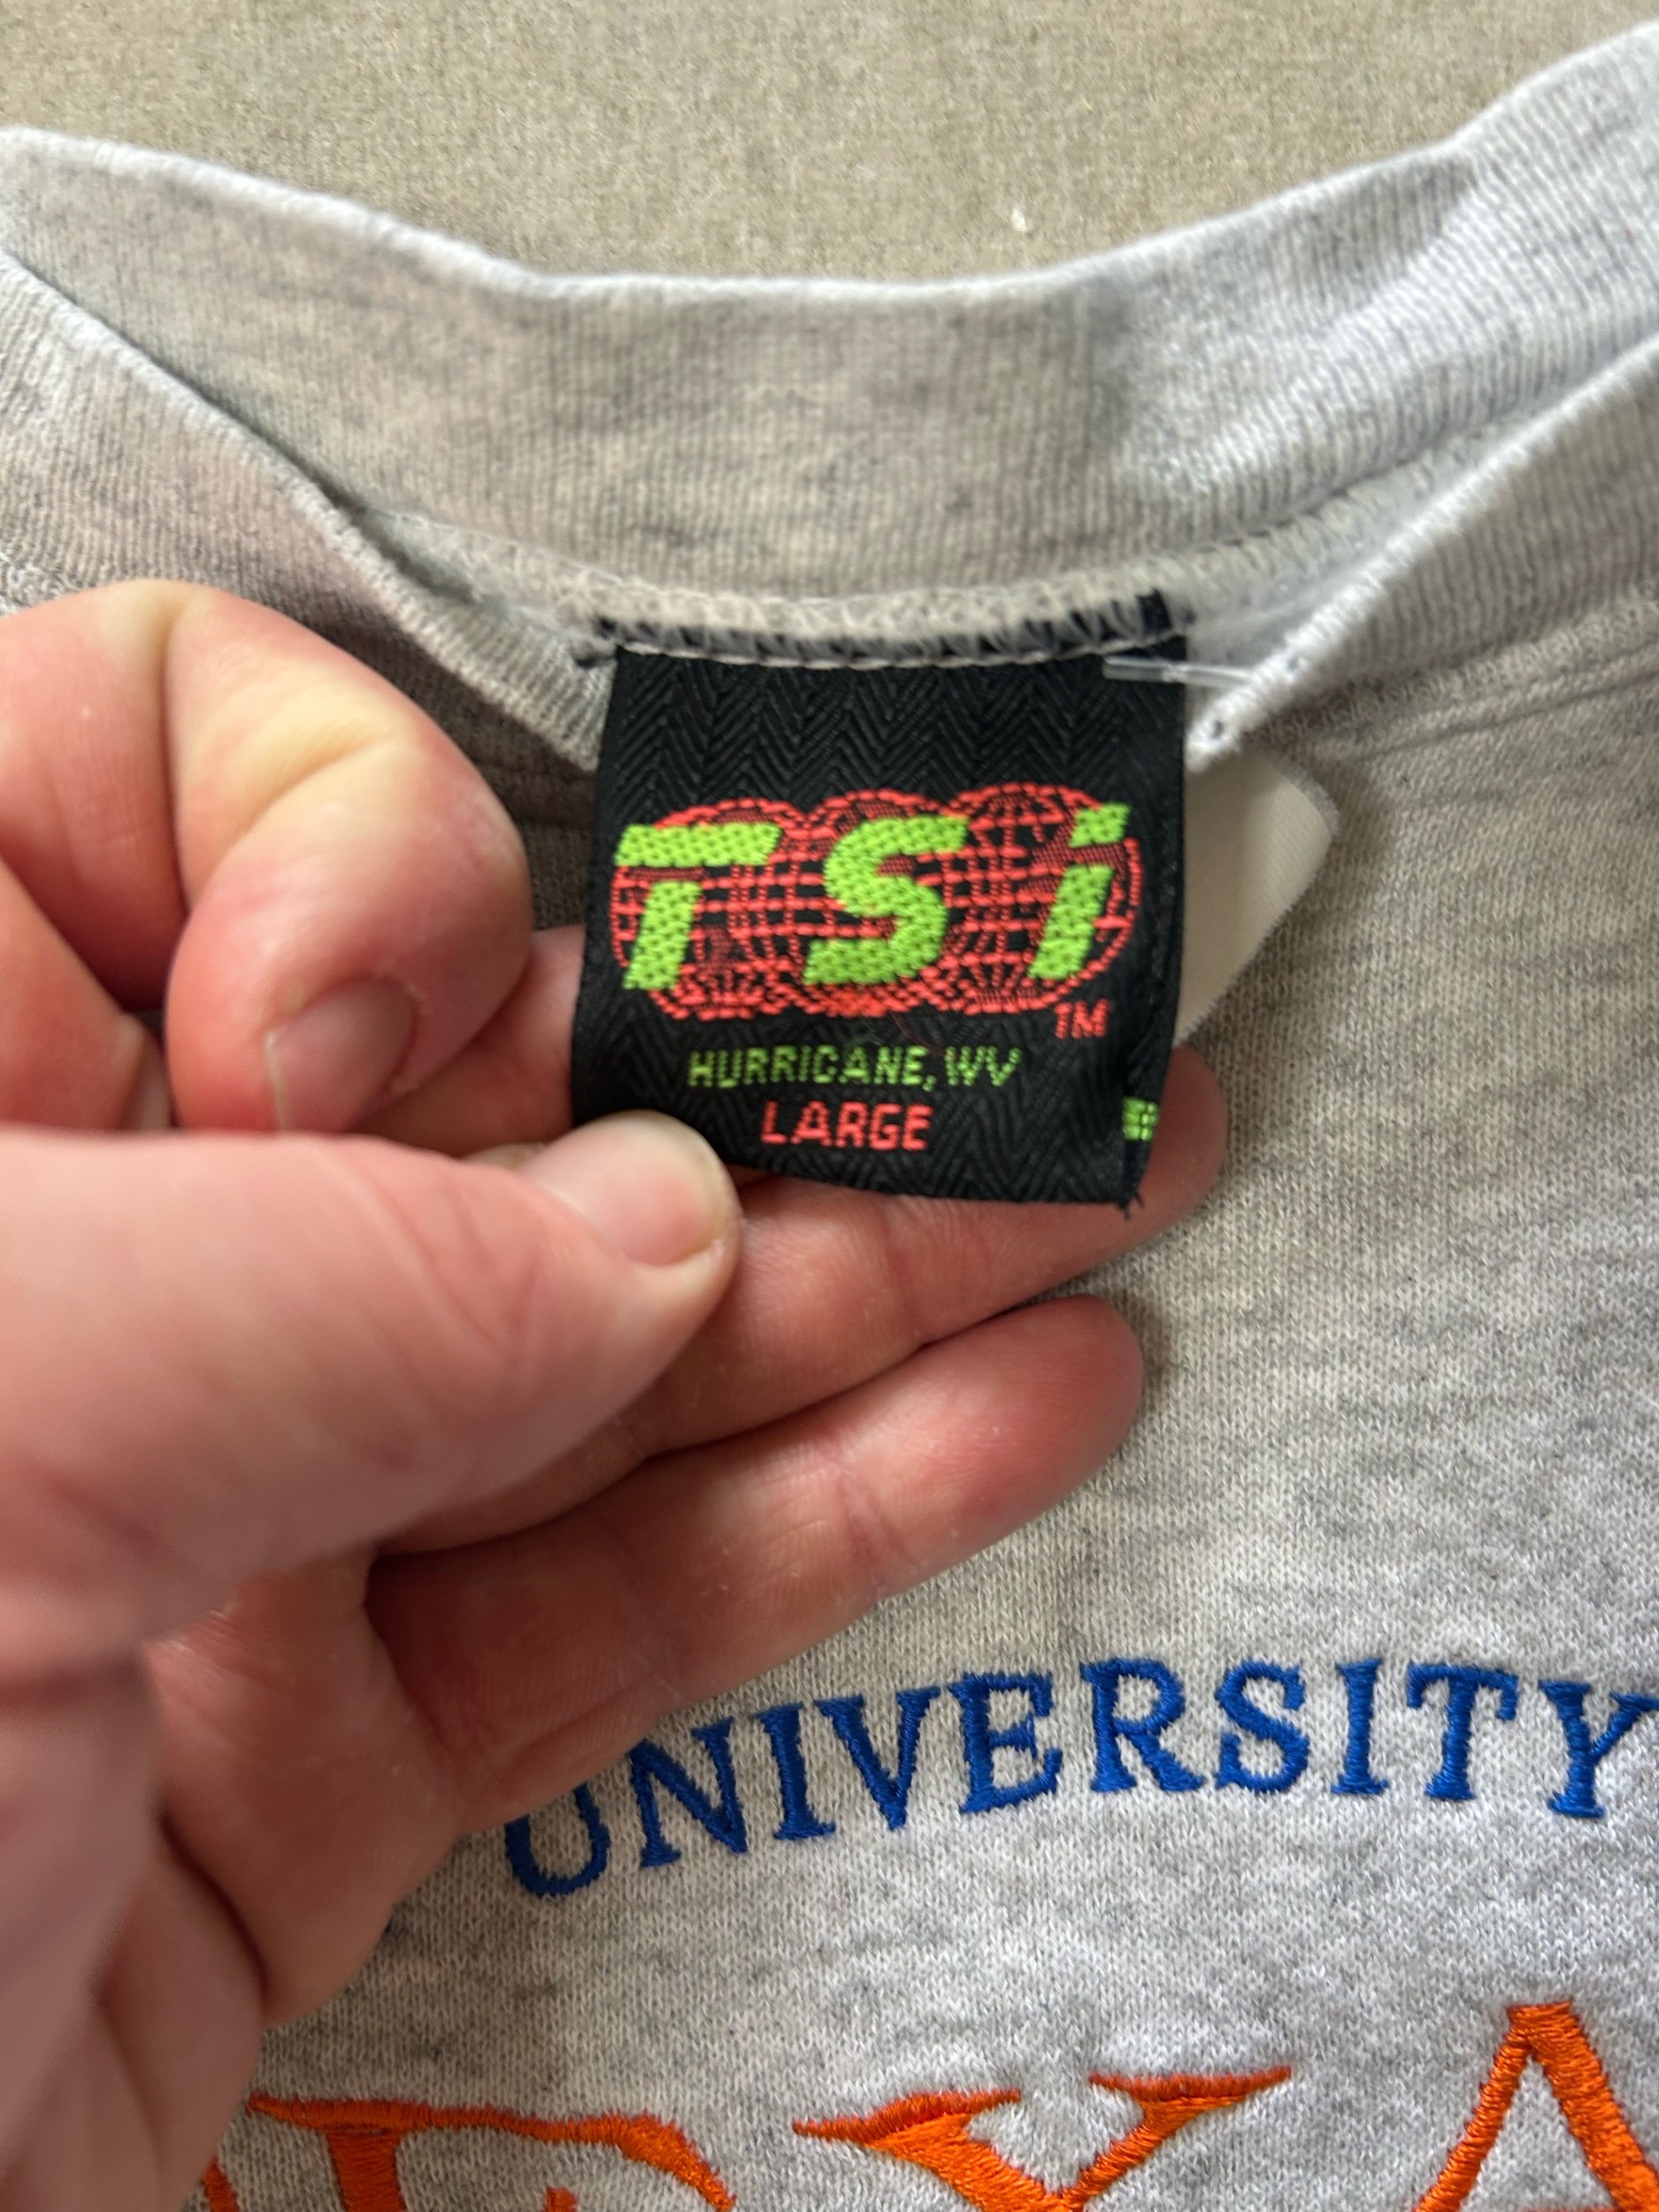 TSi
TM
HURRICANE, WV
LARGE
UNIVERSITY